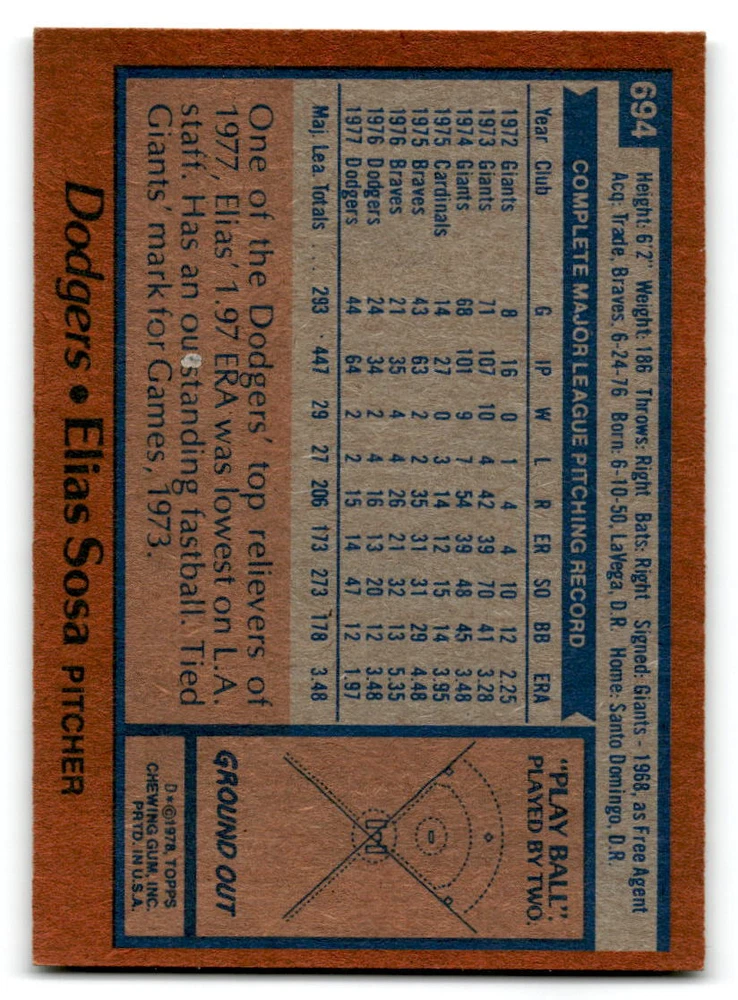 694
Height: 6'2" Weight: 186 Throws: Right Bats: Right Signed: Giants - 1968, as Free Agent
Acq: Trade, Braves, 6-24-76 Born: 6-10-50, LaVega, D.R. Home: Santo Domingo, D.R.
COMPLETE MAJOR LEAGUE PITCHING RECORD
Year Club G IP W L R ER SO BB ERA
1972 Giants 8 16 0 1 4 4 10 12 2.25
1973 Giants 71 107 10 4 42 39 70 41 3.28
1974 Giants 68 101 9 7 54 39 48 45 3.48
1975 Cardinals 14 27 0 3 14 12 15 14 3.95
1975 Braves 43 63 2 2 35 31 31 29 4.48
1976 Braves 21 35 4 4 26 21 32 13 5.35
1976 Dodgers 24 34 2 4 16 13 20 12 3.48
1977 Dodgers 44 64 2 2 15 14 47 12 1.97
Maj. Lea. Totals ... 293 447 29 27 206 173 273 178 3.48
One of the Dodgers' top relievers of
1977, Elias' 1.97 ERA was lowest on L.A.
staff. Has an outstanding fastball. Tied
Giants' mark for Games, 1973.
"PLAY BALL":
PLAYED BY TWO.
GROUND OUT
D*©1978, TOPPS
CHEWING GUM, INC.
PRTD. IN U.S.A.
Dodgers • Elias Sosa PITCHER